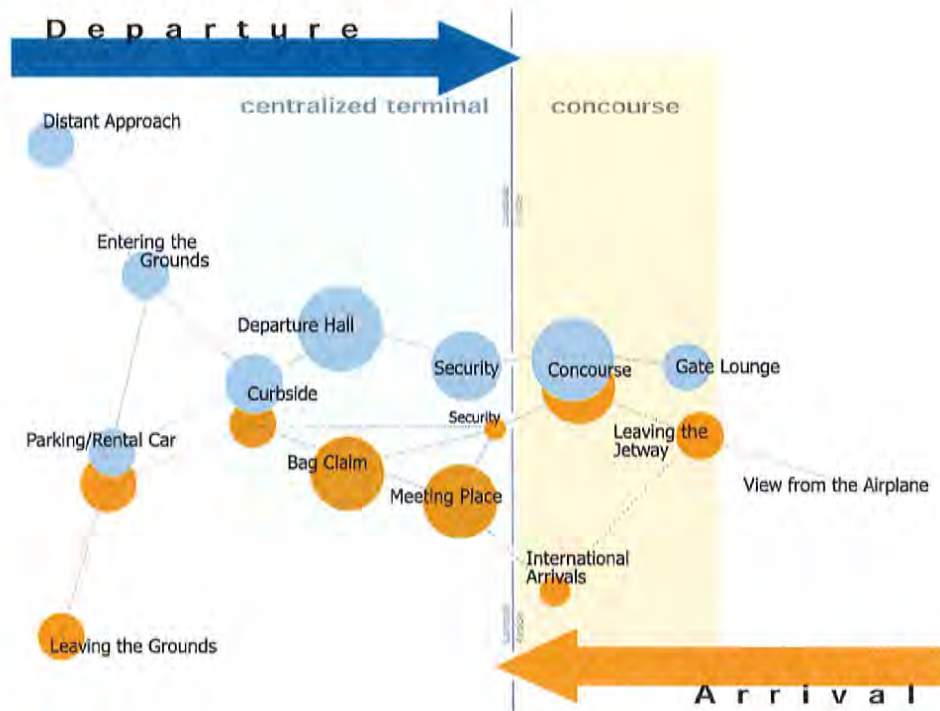 Departure
centralized terminal
concourse
Distant Approach
Entering the
Grounds
Departure Hall
Security
Concourse
Gate Lounge
Curbside
Security
Leaving the
Jetway
Parking/Rental Car
Bag Claim
Meeting Place
View from the Airplane
International
Arrivals
Leaving the Grounds
Arrival